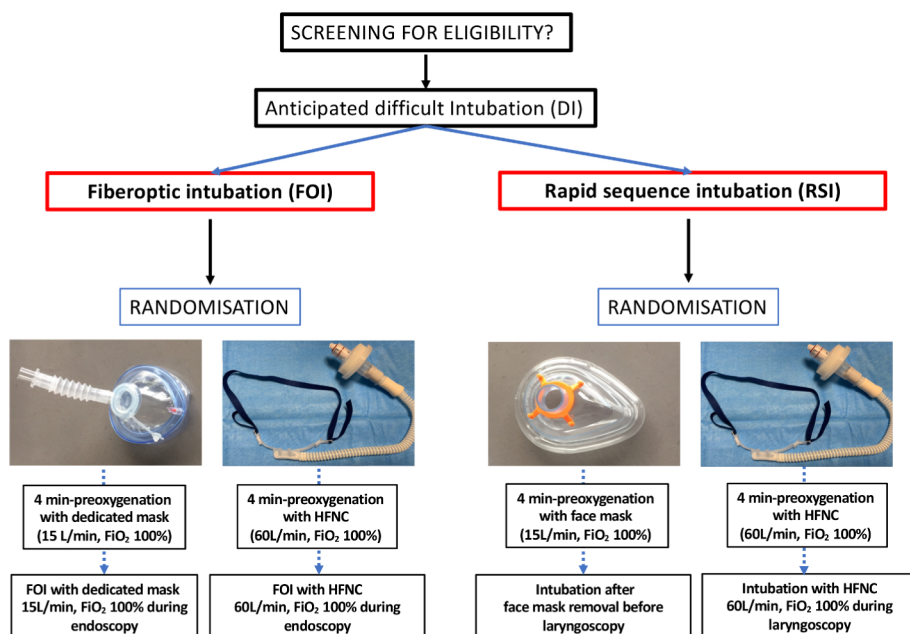 SCREENING FOR ELIGIBILITY?
Anticipated difficult Intubation (DI)
Fiberoptic intubation (FOI)
Rapid sequence intubation (RSI)
RANDOMISATION
RANDOMISATION
4 min-preoxygenation
with dedicated mask
(15 L/min, FiO₂ 100%)
4 min-preoxygenation
with HFNC
(60L/min, FiO₂ 100%)
4 min-preoxygenation
with face mask
(15L/min, FiO₂ 100%)
4 min-preoxygenation
with HFNC
(60L/min, FiO₂ 100%)
FOI with dedicated mask
15L/min, FiO₂ 100% during
endoscopy
FOI with HFNC
60L/min, FiO₂ 100% during
endoscopy
Intubation after
face mask removal before
laryngoscopy
Intubation with HFNC
60L/min, FiO₂ 100% during
laryngoscopy